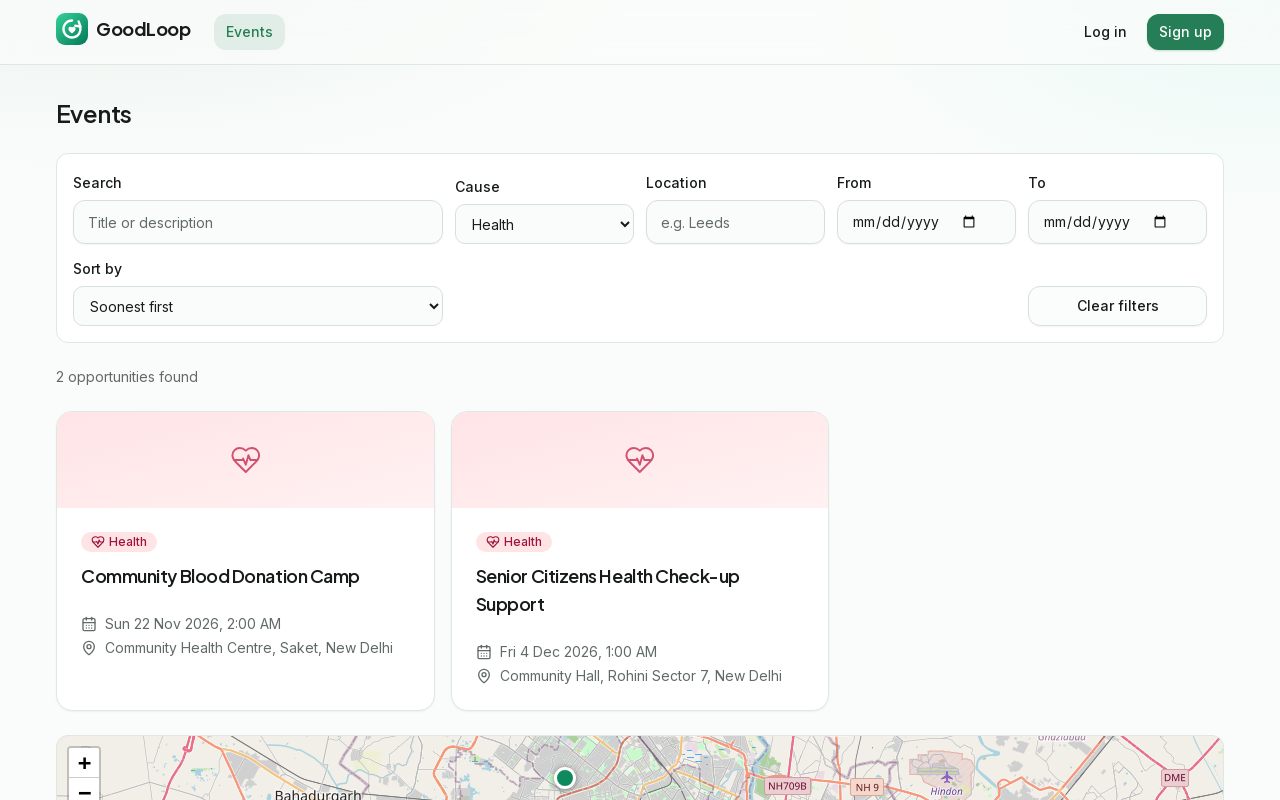 GoodLoop
Events
Log in
Sign up
Events
Search
Cause
Location
From
To
Title or description
Health
e.g. Leeds
mm/dd/yyyy
mm/dd/yyyy
Sort by
Soonest first
Clear filters
2 opportunities found
Health
Community Blood Donation Camp
Sun 22 Nov 2026, 2:00 AM
Community Health Centre, Saket, New Delhi
Health
Senior Citizens Health Check-up
Support
Fri 4 Dec 2026, 1:00 AM
Community Hall, Rohini Sector 7, New Delhi
+
−
Bahadurgarh
NH709B
NH 9
Hindon
Ghaziabad
DME